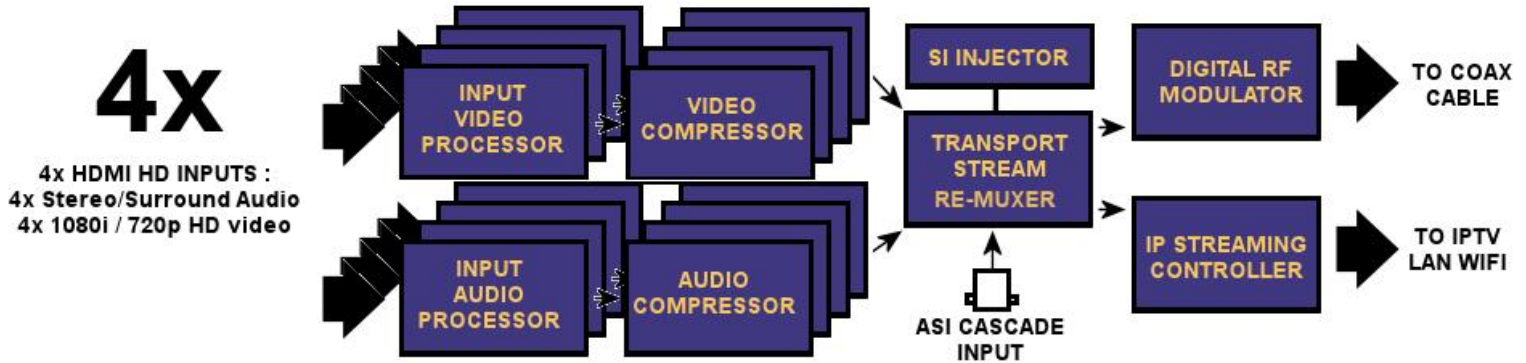 4x
4x HDMI HD INPUTS :
4x Stereo/Surround Audio
4x 1080i / 720p HD video
INPUT
VIDEO
PROCESSOR
VIDEO
COMPRESSOR
INPUT
AUDIO
PROCESSOR
AUDIO
COMPRESSOR
SI INJECTOR
TRANSPORT
STREAM
RE-MUXER
ASI CASCADE
INPUT
DIGITAL RF
MODULATOR
TO COAX
CABLE
IP STREAMING
CONTROLLER
TO IPTV
LAN WIFI